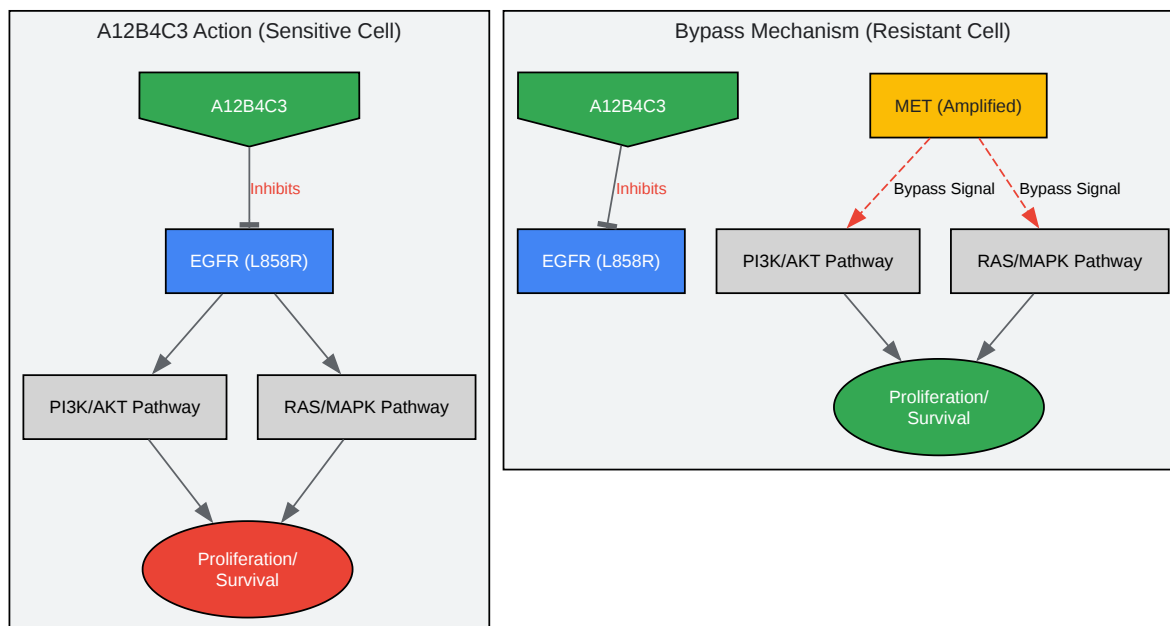 A12B4C3 Action (Sensitive Cell)
A12B4C3
Inhibits
EGFR (L858R)
PI3K/AKT Pathway
RAS/MAPK Pathway
Proliferation/
Survival
Bypass Mechanism (Resistant Cell)
A12B4C3
MET (Amplified)
Inhibits
Bypass Signal
Bypass Signal
EGFR (L858R)
PI3K/AKT Pathway
RAS/MAPK Pathway
Proliferation/
Survival